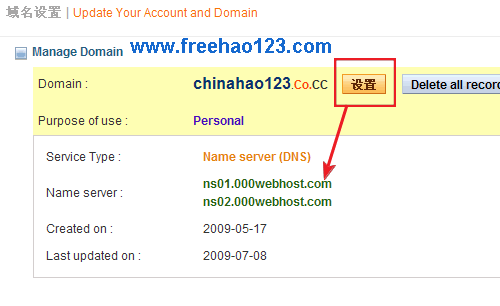 域名设置 | Update Your Account and Domain
Manage Domain www.freehao123.com
Domain : chinahao123.Co.CC 设置 Delete all recor
Purpose of use : Personal
Service Type : Name server (DNS)
Name server : ns01.000webhost.com
ns02.000webhost.com
Created on : 2009-05-17
Last updated on : 2009-07-08